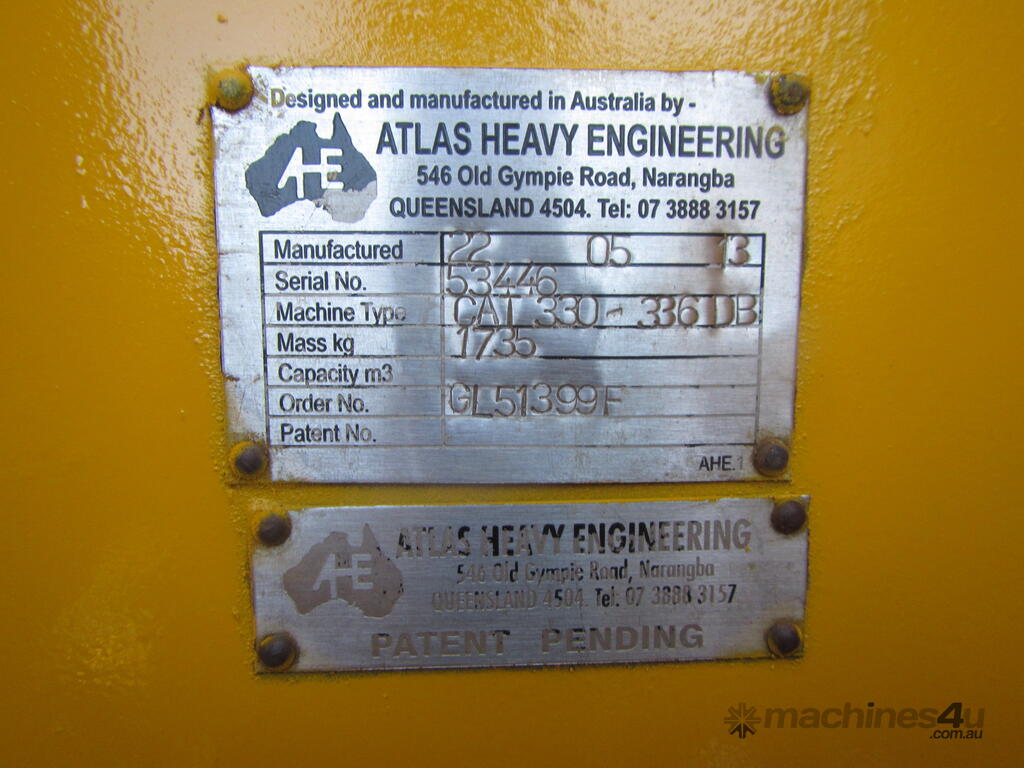 Designed and manufactured in Australia by -
AHE
ATLAS HEAVY ENGINEERING
546 Old Gympie Road, Narangba
QUEENSLAND 4504. Tel: 07 3888 3157
Manufactured 22 05 13
Serial No. 53446
Machine Type CAT 330 - 336 DB
Mass kg 1735
Capacity m3
Order No. GL51399F
Patent No.
AHE.1
AHE
ATLAS HEAVY ENGINEERING
546 Old Gympie Road, Narangba
QUEENSLAND 4504. Tel: 07 3888 3157
PATENT PENDING
machines4u
.com.au